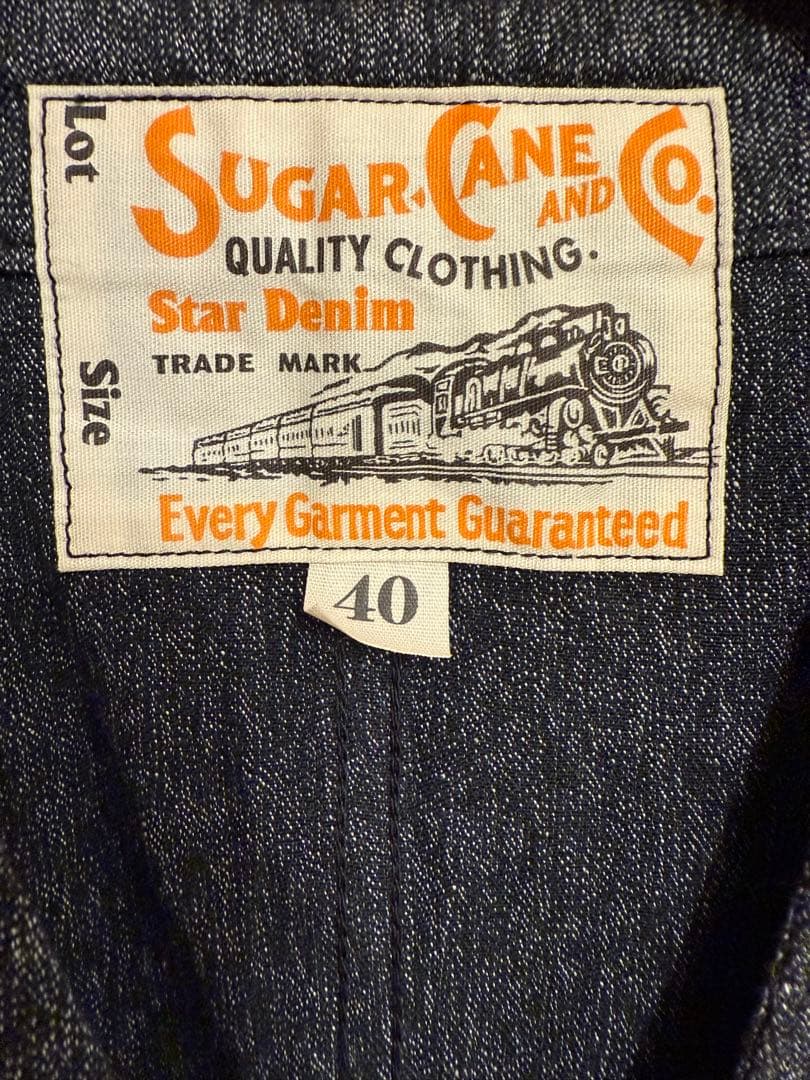 Lot
SUGAR CANE AND CO.
QUALITY CLOTHING.
Star Denim
TRADE MARK
Size
Every Garment Guaranteed
40